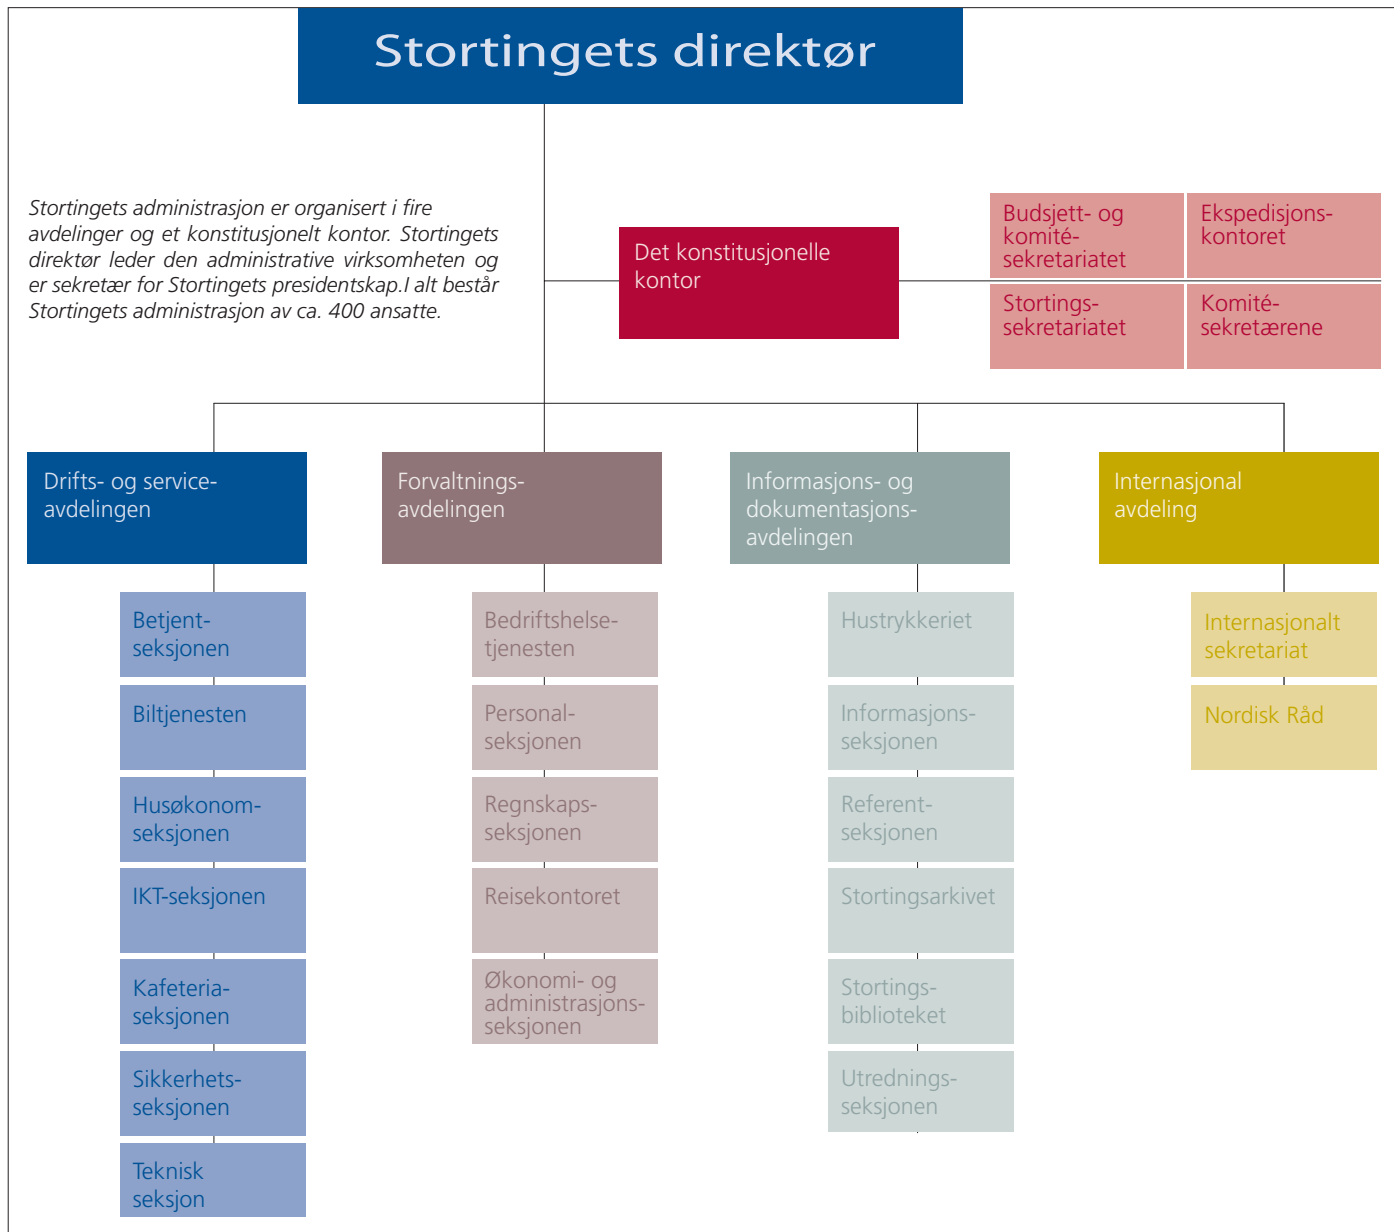 Stortingets direktør
Stortingets administrasjon er organisert i fire
avdelinger og et konstitusjonelt kontor. Stortingets
direktør leder den administrative virksomheten og
er sekretær for Stortingets presidentskap.I alt består
Stortingets administrasjon av ca. 400 ansatte.
Det konstitusjonelle
kontor
Budsjett- og
komité-
sekretariatet
Ekspedisjons-
kontoret
Stortings-
sekretariatet
Komité-
sekretærene
Drifts- og service-
avdelingen
Betjent-
seksjonen
Biltjenesten
Husøkonom-
seksjonen
IKT-seksjonen
Kafeteria-
seksjonen
Sikkerhets-
seksjonen
Teknisk
seksjon
Forvaltnings-
avdelingen
Bedriftshelse-
tjenesten
Personal-
seksjonen
Regnskaps-
seksjonen
Reisekontoret
Økonomi- og
administrasjons-
seksjonen
Informasjons- og
dokumentasjons-
avdelingen
Hustrykkeriet
Informasjons-
seksjonen
Referent-
seksjonen
Stortingsarkivet
Stortings-
biblioteket
Utrednings-
seksjonen
Internasjonal
avdeling
Internasjonalt
sekretariat
Nordisk Råd